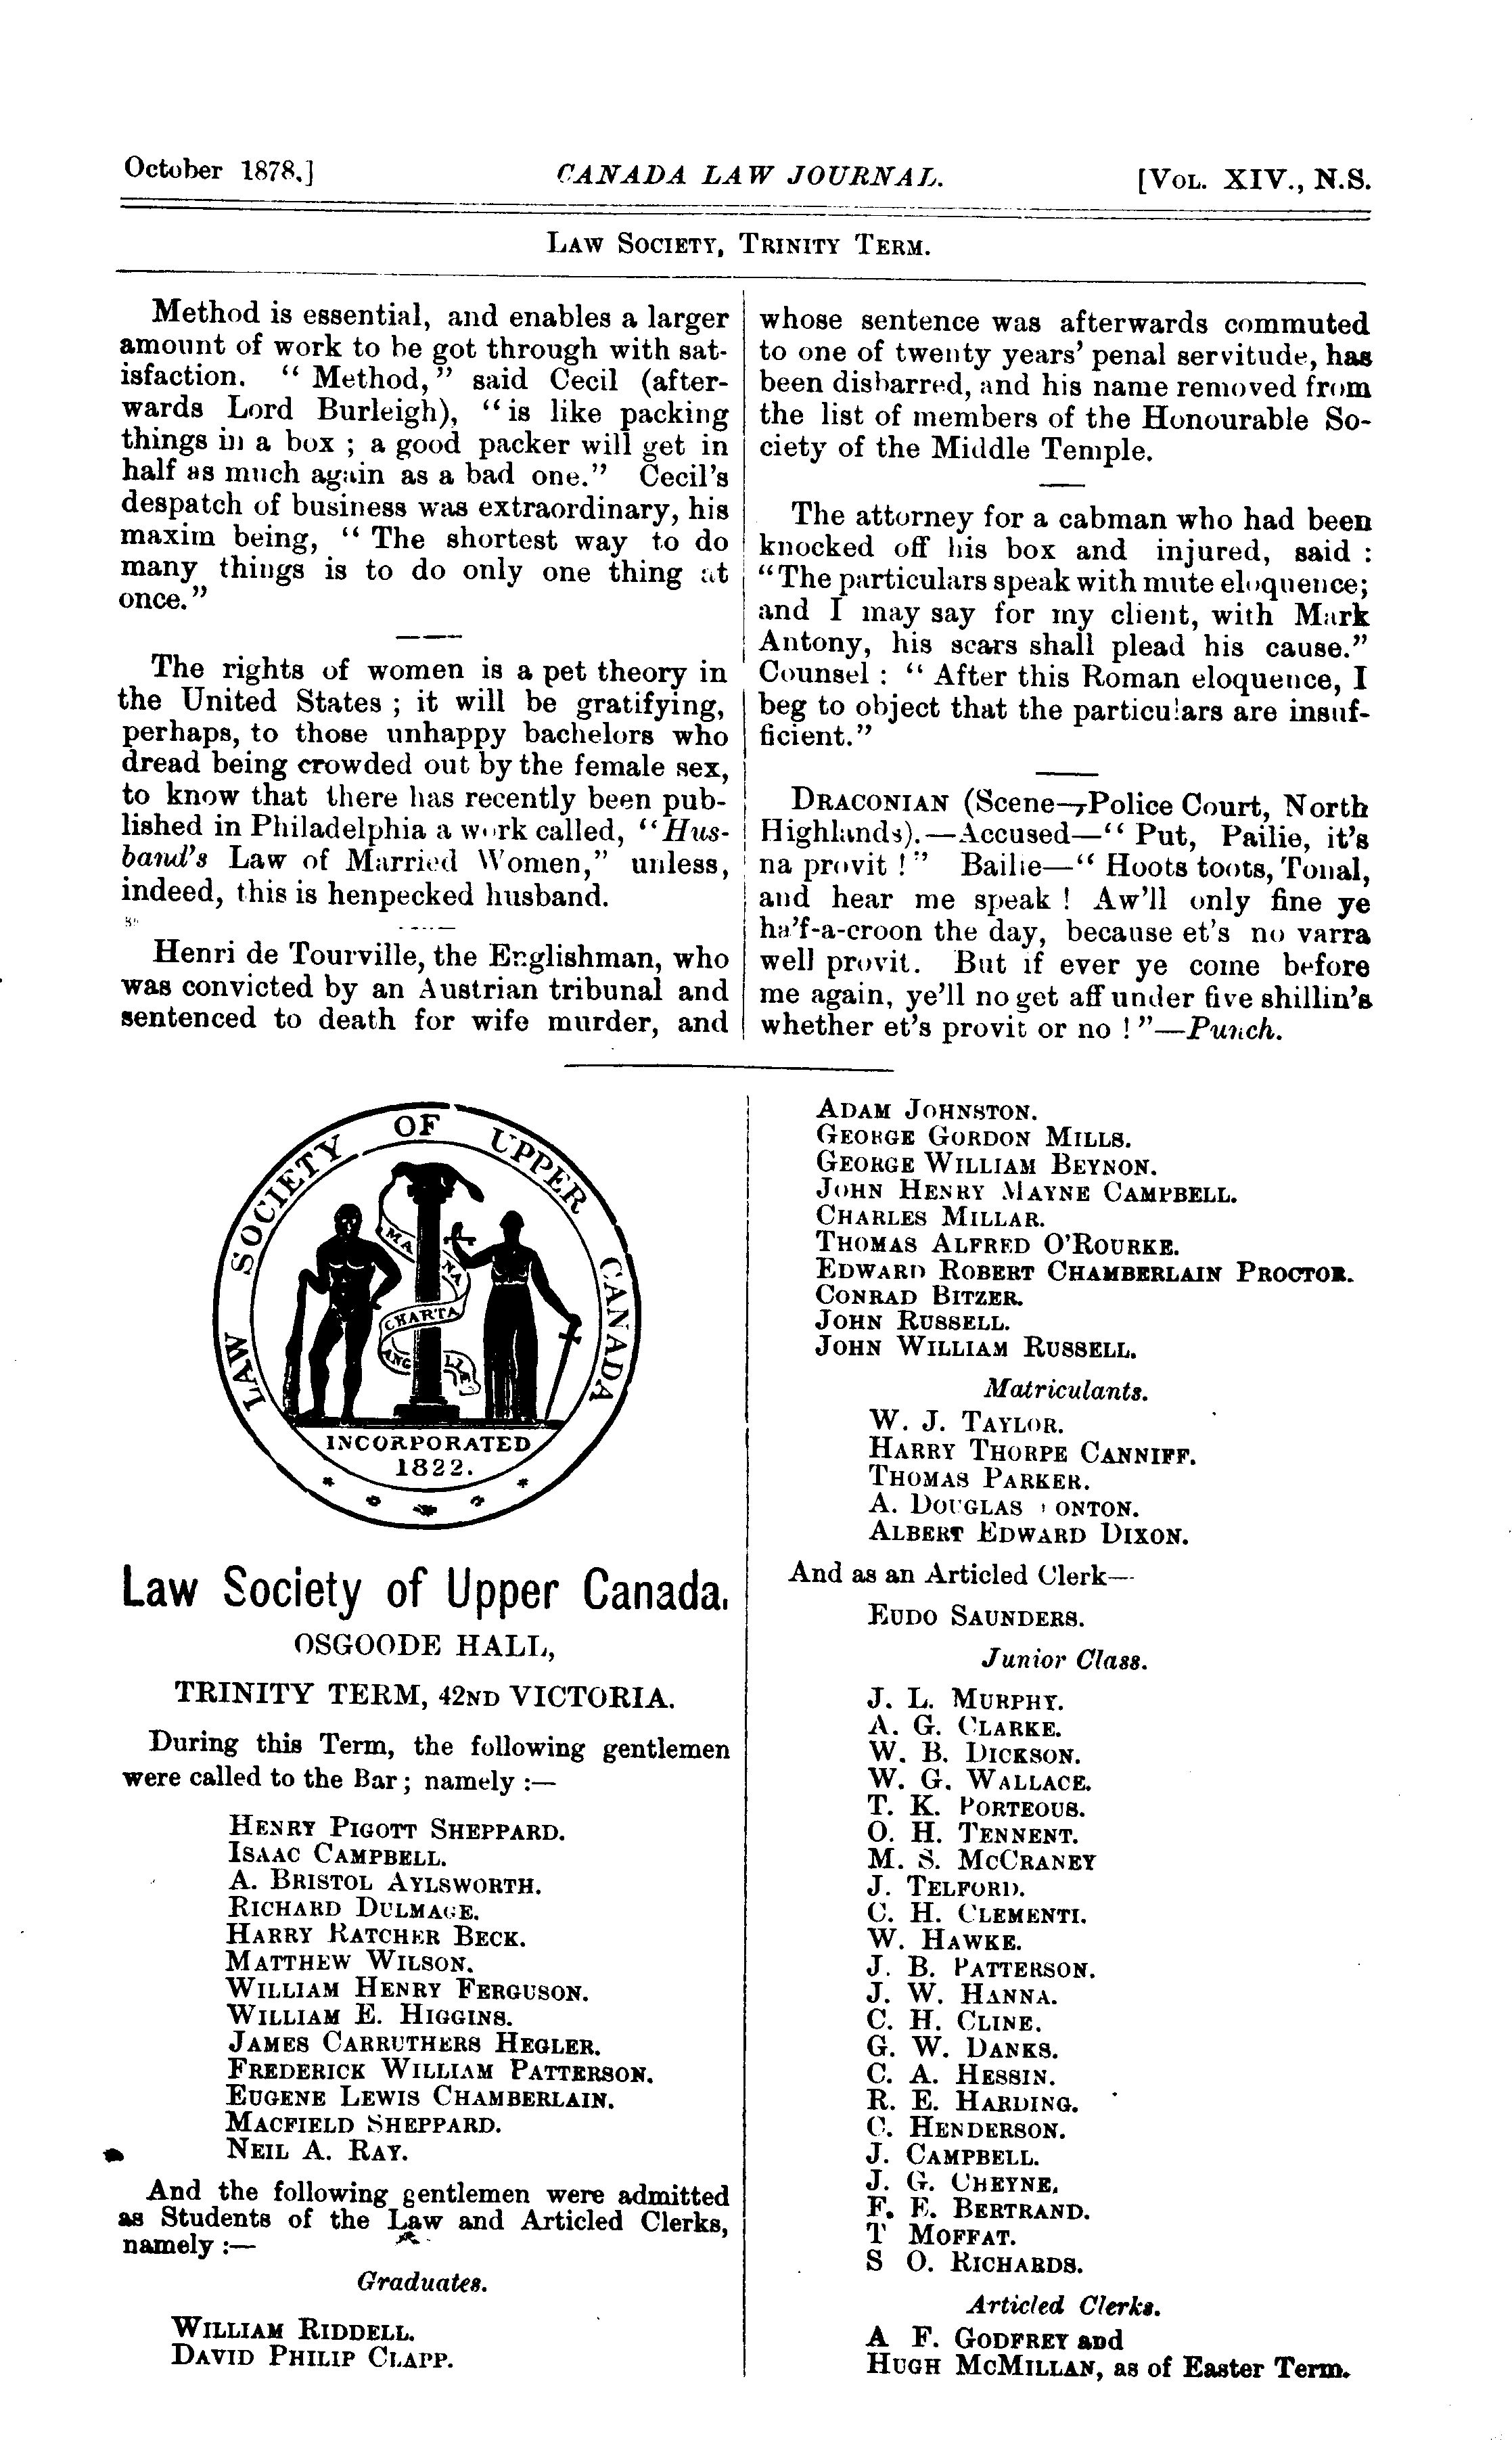 October 1878.]
CANADA LAW JOURNAL.
[VOL. XIV., N.S.
LAW SOCIETY, TRINITY TERM.
Method is essential, and enables a larger
amount of work to be got through with sat-
isfaction. “ Method,” said Cecil (after-
wards Lord Burleigh), “is like packing
things in a box ; a good packer will get in
half as much again as a bad one.” Cecil’s
despatch of business was extraordinary, his
maxim being, “ The shortest way to do
many things is to do only one thing at
once.”
The rights of women is a pet theory in
the United States ; it will be gratifying,
perhaps, to those unhappy bachelors who
dread being crowded out by the female sex,
to know that there has recently been pub-
lished in Philadelphia a work called, “Hus-
band’s Law of Married Women,” unless,
indeed, this is henpecked husband.
Henri de Tourville, the Englishman, who
was convicted by an Austrian tribunal and
sentenced to death for wife murder, and
whose sentence was afterwards commuted
to one of twenty years’ penal servitude, has
been disbarred, and his name removed from
the list of members of the Honourable So-
ciety of the Middle Temple.
The attorney for a cabman who had been
knocked off his box and injured, said :
“The particulars speak with mute eloquence;
and I may say for my client, with Mark
Antony, his scars shall plead his cause.”
Counsel : “ After this Roman eloquence, I
beg to object that the particulars are insuf-
ficient.”
DRACONIAN (Scene—Police Court, North
Highlands).—Accused—“ Put, Pailie, it’s
na provit !” Bailie—“ Hoots toots, Tonal,
and hear me speak ! Aw’ll only fine ye
ha’f-a-croon the day, because et’s no varra
well provit. But if ever ye come before
me again, ye’ll no get aff under five shillin’s
whether et’s provit or no ! ”—Punch.
LAW SOCIETY OF UPPER CANADA
MAGNA
CHARTA
ANGLIÆ
INCORPORATED
1822.
Law Society of Upper Canada.
OSGOODE HALL,
TRINITY TERM, 42ND VICTORIA.
During this Term, the following gentlemen
were called to the Bar ; namely :—
HENRY PIGOTT SHEPPARD.
ISAAC CAMPBELL.
A. BRISTOL AYLSWORTH.
RICHARD DULMAGE.
HARRY RATCHER BECK.
MATTHEW WILSON.
WILLIAM HENRY FERGUSON.
WILLIAM E. HIGGINS.
JAMES CARRUTHERS HEGLER.
FREDERICK WILLIAM PATTERSON.
EUGENE LEWIS CHAMBERLAIN.
MACFIELD SHEPPARD.
NEIL A. RAY.
And the following gentlemen were admitted
as Students of the Law and Articled Clerks,
namely :—
Graduates.
WILLIAM RIDDELL.
DAVID PHILIP CLAPP.
ADAM JOHNSTON.
GEORGE GORDON MILLS.
GEORGE WILLIAM BEYNON.
JOHN HENRY MAYNE CAMPBELL.
CHARLES MILLAR.
THOMAS ALFRED O’ROURKE.
EDWARD ROBERT CHAMBERLAIN PROCTOR.
CONRAD BITZER.
JOHN RUSSELL.
JOHN WILLIAM RUSSELL.
Matriculants.
W. J. TAYLOR.
HARRY THORPE CANNIFF.
THOMAS PARKER.
A. DOUGLAS
ALBERT EDWARD DIXON.
And as an Articled Clerk—
EUDO SAUNDERS.
Junior Class.
J. L. MURPHY.
A. G. CLARKE.
W. B. DICKSON.
W. G. WALLACE.
T. K. PORTEOUS.
O. H. TENNENT.
M. S. MCCRANEY
J. TELFORD.
C. H. CLEMENTI.
W. HAWKE.
J. B. PATTERSON.
J. W. HANNA.
C. H. CLINE.
G. W. DANKS.
C. A. HESSIN.
R. E. HARDING.
C. HENDERSON.
J. CAMPBELL.
J. G. CHEYNE.
F. E. BERTRAND.
T MOFFAT.
S O. RICHARDS.
Articled Clerks.
A F. GODFREY and
HUGH MCMILLAN, as of Easter Term.